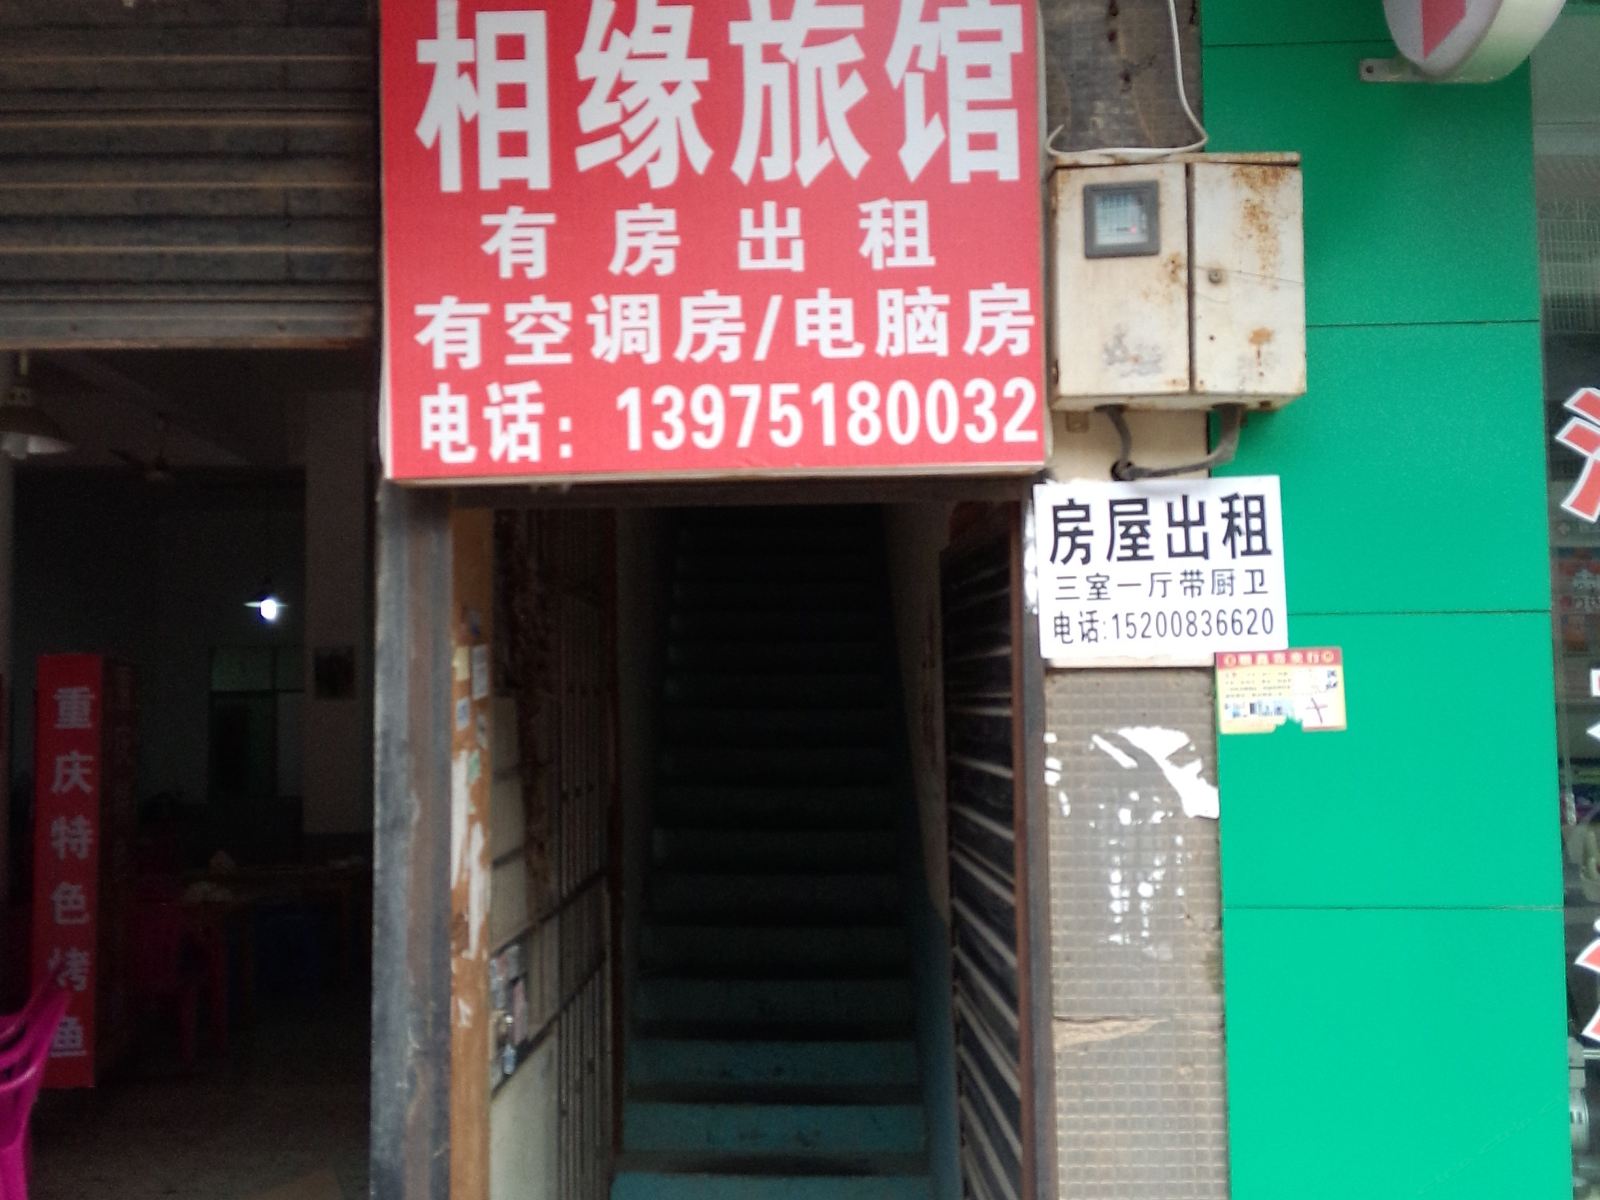 相缘旅馆
有房出租
有空调房/电脑房
电话：13975180032
房屋出租
三室一厅带厨卫
电话:15200836620
重庆特色烤鱼